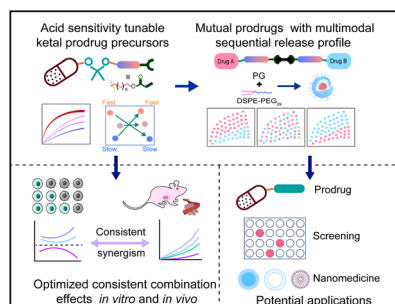 Acid sensitivity tunable
ketal prodrug precursors
Mutual prodrugs with multimodal
sequential release profile
Drug A
Drug B
PG
+
DSPE-PEG2k
Fast
Fast
Slow
Slow
Consistent
synergism
Optimized consistent combination
effects in vitro and in vivo
Prodrug
Screening
Nanomedicine
Potential applications